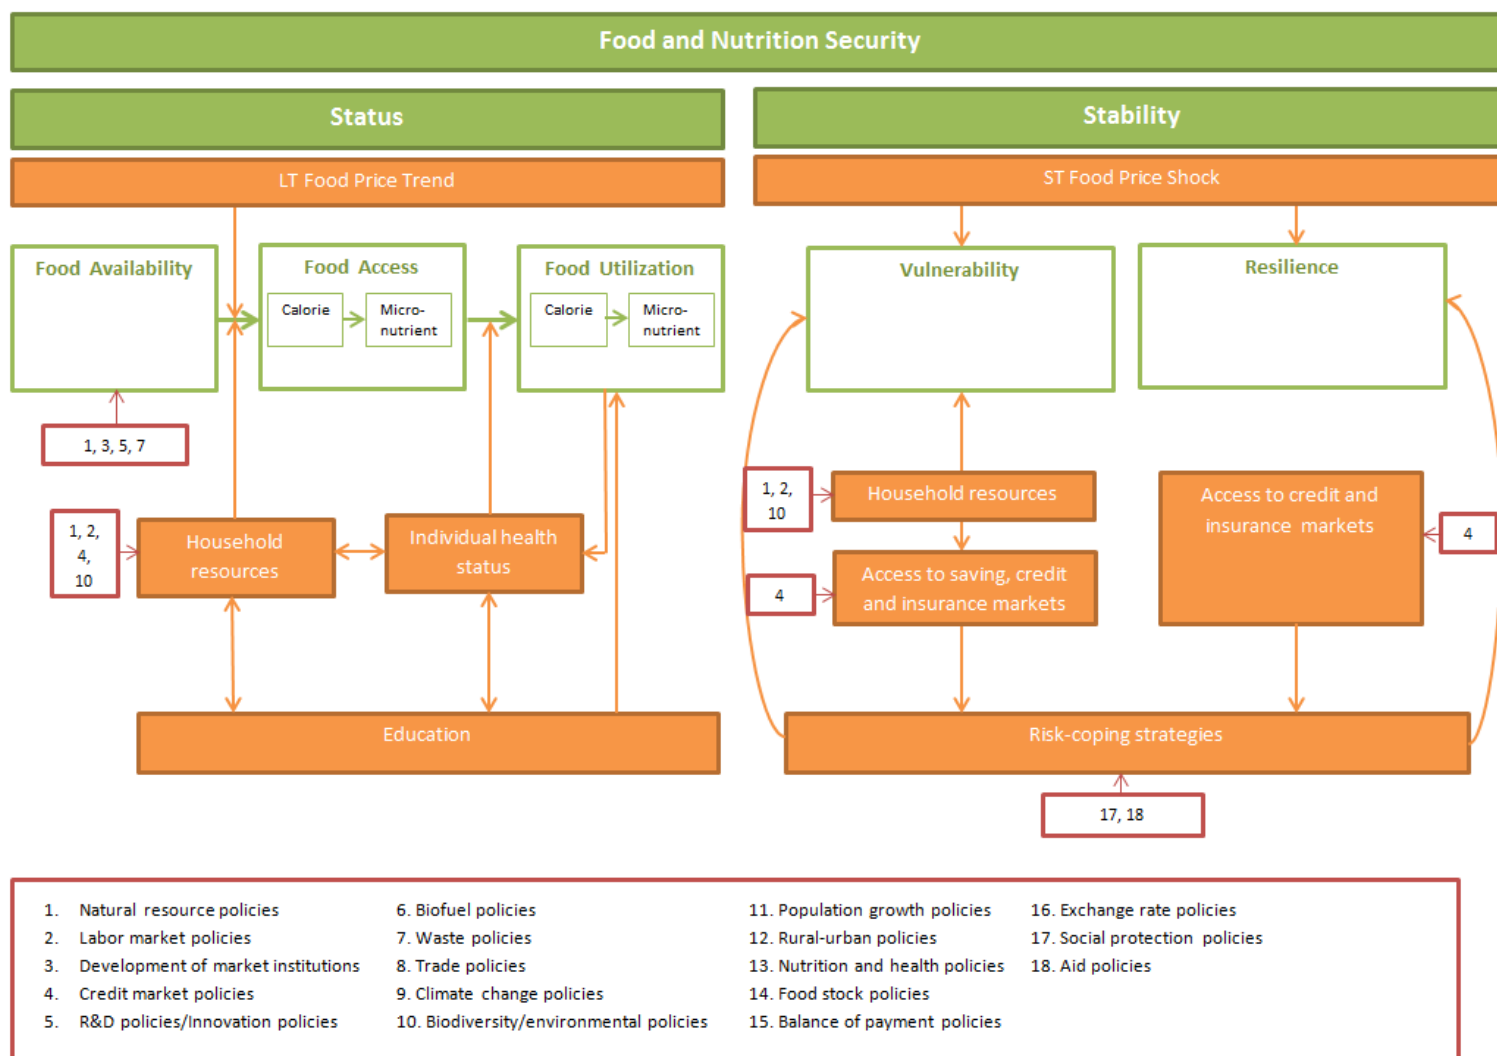 Food and Nutrition Security
Status
Stability
LT Food Price Trend
ST Food Price Shock
Food Availability
Food Access
Calorie
Micro-
nutrient
Food Utilization
Calorie
Micro-
nutrient
Vulnerability
Resilience
1, 3, 5, 7
1, 2,
4,
10
Household
resources
Individual health
status
1, 2,
10
Household resources
4
Access to saving, credit
and insurance markets
Access to credit and
insurance markets
4
Education
Risk-coping strategies
17, 18
1. Natural resource policies
2. Labor market policies
3. Development of market institutions
4. Credit market policies
5. R&D policies/Innovation policies
6. Biofuel policies
7. Waste policies
8. Trade policies
9. Climate change policies
10. Biodiversity/environmental policies
11. Population growth policies
12. Rural-urban policies
13. Nutrition and health policies
14. Food stock policies
15. Balance of payment policies
16. Exchange rate policies
17. Social protection policies
18. Aid policies